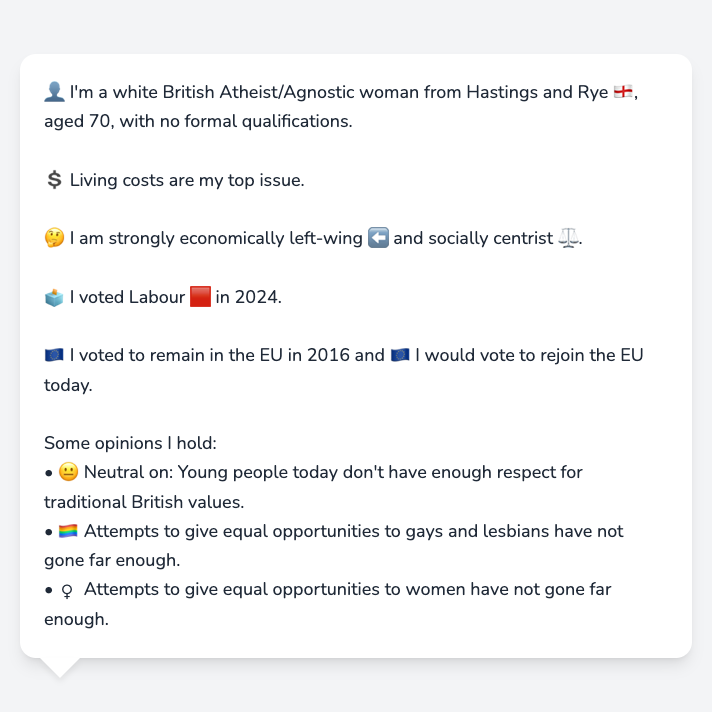 👤 I'm a white British Atheist/Agnostic woman from Hastings and Rye 🏴󠁧󠁢󠁥󠁮󠁧󠁿,
aged 70, with no formal qualifications.
💲 Living costs are my top issue.
🤔 I am strongly economically left-wing ⬅️ and socially centrist ⚖️.
🗳️ I voted Labour 🟥 in 2024.
🇪🇺 I voted to remain in the EU in 2016 and 🇪🇺 I would vote to rejoin the EU
today.
Some opinions I hold:
• 😐 Neutral on: Young people today don't have enough respect for
traditional British values.
• 🏳️‍🌈 Attempts to give equal opportunities to gays and lesbians have not
gone far enough.
• ♀ Attempts to give equal opportunities to women have not gone far
enough.